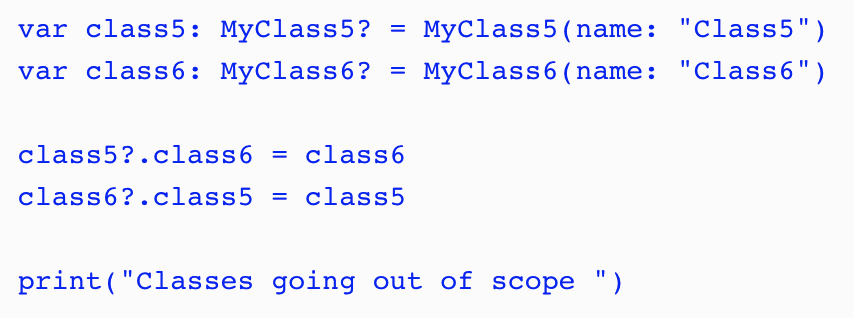 var class5: MyClass5? = MyClass5(name: "Class5")
var class6: MyClass6? = MyClass6(name: "Class6")
class5?.class6 = class6
class6?.class5 = class5
print("Classes going out of scope ")